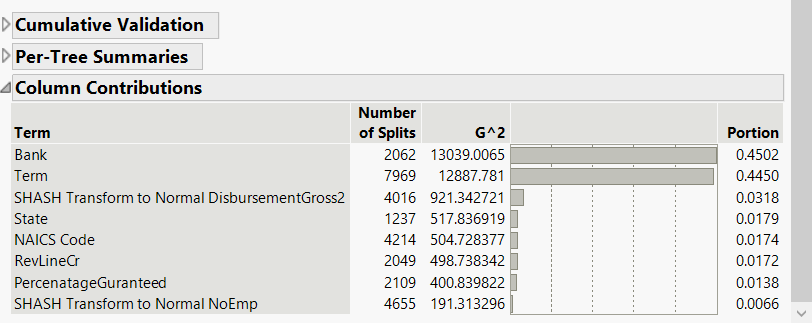 Cumulative Validation
Per-Tree Summaries
Column Contributions
Term Number of Splits G^2 Portion
Bank 2062 13039.0065 0.4502
Term 7969 12887.781 0.4450
SHASH Transform to Normal DisbursementGross2 4016 921.342721 0.0318
State 1237 517.836919 0.0179
NAICS Code 4214 504.728377 0.0174
RevLineCr 2049 498.738342 0.0172
PercenatageGuranteed 2109 400.839822 0.0138
SHASH Transform to Normal NoEmp 4655 191.313296 0.0066